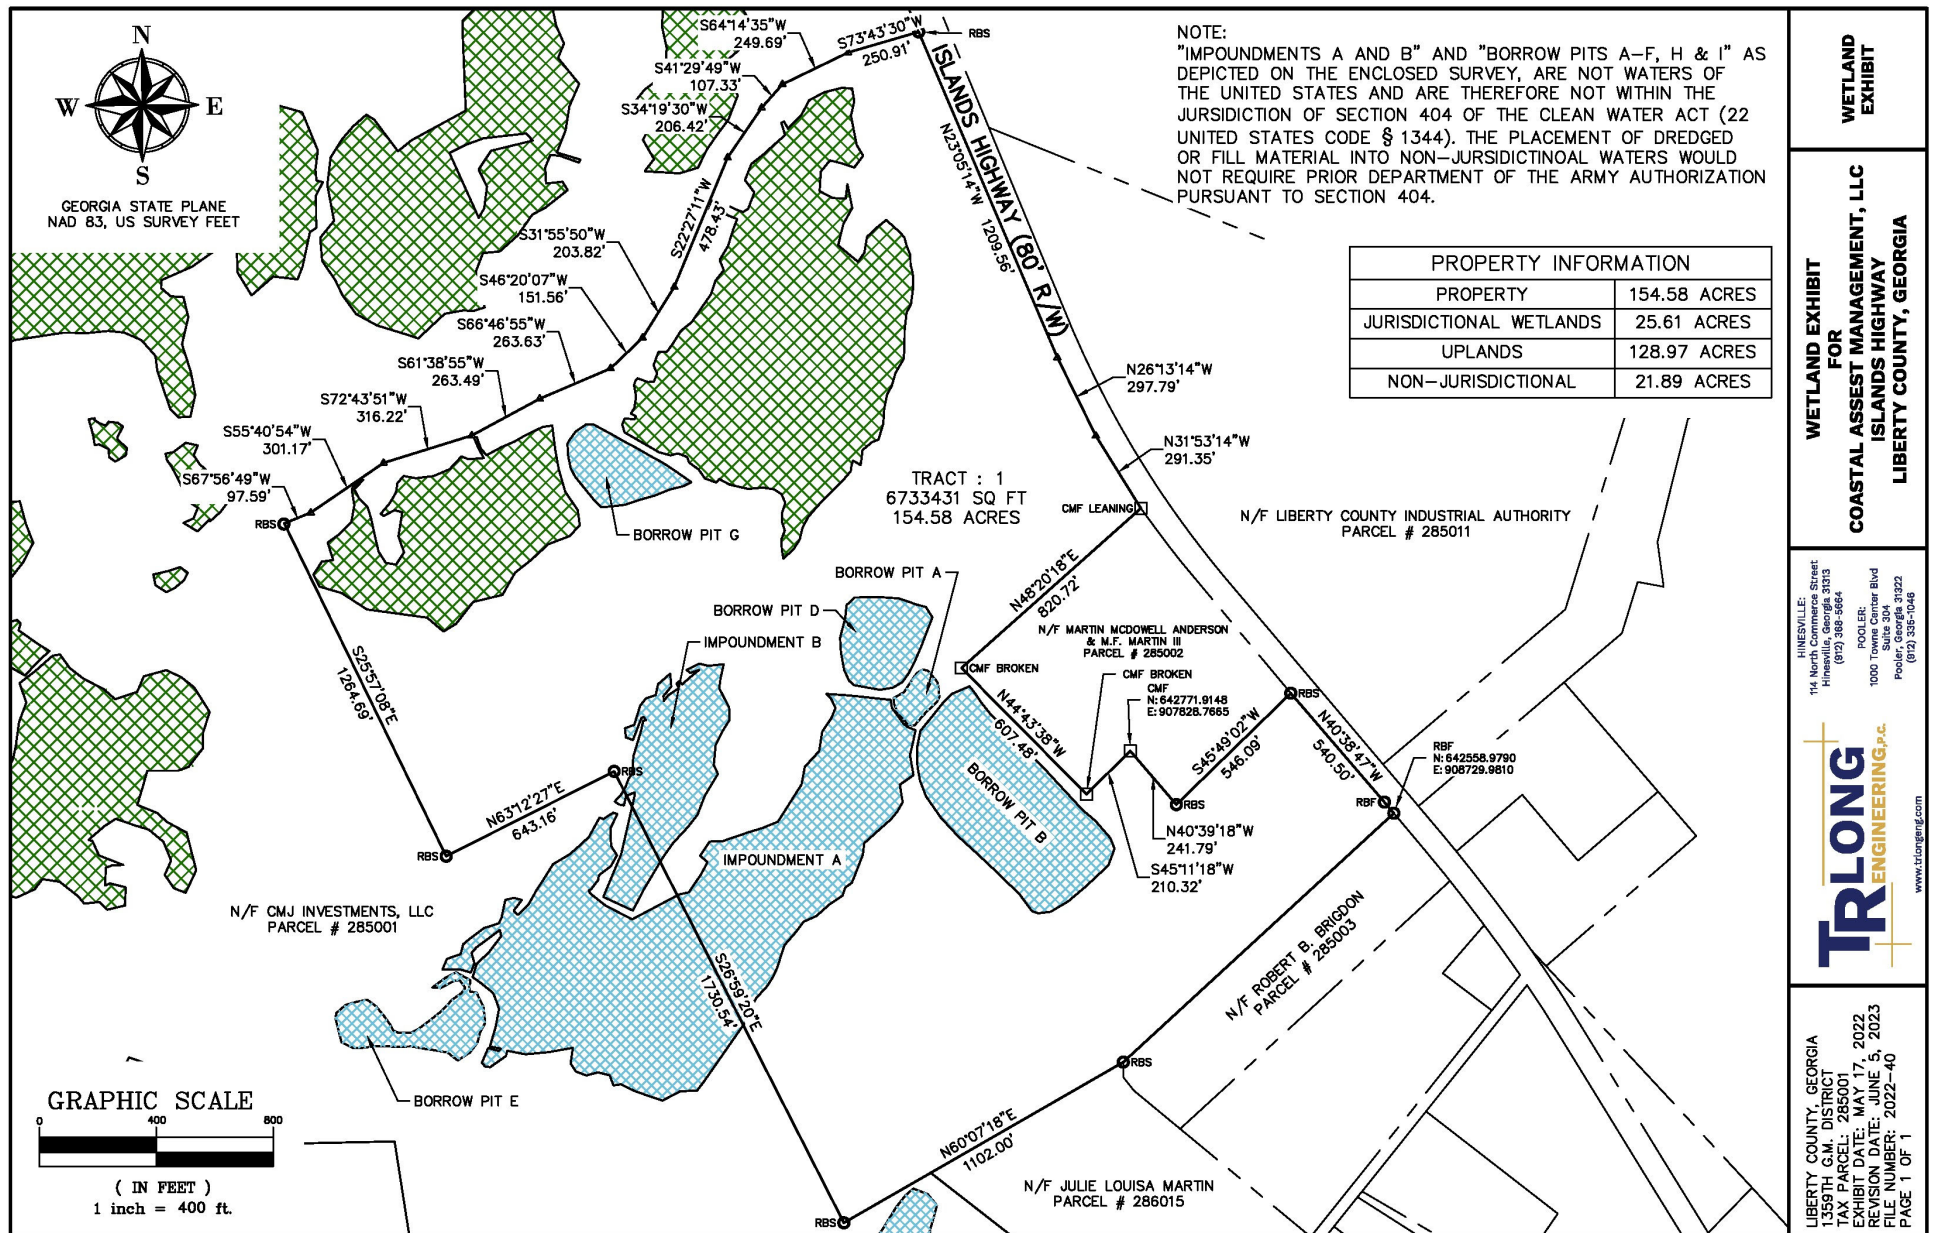 N
W
E
S
GEORGIA STATE PLANE
NAD 83, US SURVEY FEET
S64°14'35"W
249.69'
S73°43'30"W
250.91'
RBS
S41°29'49"W
107.33'
S34°19'30"W
206.42'
S22°27'11"W
478.43'
S31°55'50"W
203.82'
S46°20'07"W
151.56'
S66°46'55"W
263.63'
S61°38'55"W
263.49'
S72°43'51"W
316.22'
S55°40'54"W
301.17'
S67°56'49"W
97.59'
RBS
ISLANDS HIGHWAY (80' R/W)
N23°05'14"W 1209.56'
N26°13'14"W
297.79'
N31°53'14"W
291.35'
NOTE:
"IMPOUNDMENTS A AND B" AND "BORROW PITS A-F, H & I" AS
DEPICTED ON THE ENCLOSED SURVEY, ARE NOT WATERS OF
THE UNITED STATES AND ARE THEREFORE NOT WITHIN THE
JURSIDICTION OF SECTION 404 OF THE CLEAN WATER ACT (22
UNITED STATES CODE § 1344). THE PLACEMENT OF DREDGED
OR FILL MATERIAL INTO NON-JURSIDICTINOAL WATERS WOULD
NOT REQUIRE PRIOR DEPARTMENT OF THE ARMY AUTHORIZATION
PURSUANT TO SECTION 404.
PROPERTY INFORMATION
PROPERTY 154.58 ACRES
JURISDICTIONAL WETLANDS 25.61 ACRES
UPLANDS 128.97 ACRES
NON-JURISDICTIONAL 21.89 ACRES
TRACT : 1
6733431 SQ FT
154.58 ACRES
CMF LEANING
N/F LIBERTY COUNTY INDUSTRIAL AUTHORITY
PARCEL # 285011
BORROW PIT G
BORROW PIT A
BORROW PIT D
IMPOUNDMENT B
N48°20'18"E
820.72'
N/F MARTIN MCDOWELL ANDERSON
& M.F. MARTIN III
PARCEL # 285002
CMF BROKEN
CMF BROKEN
CMF
N: 642771.9148
E: 907828.7665
N44°43'38"W
607.48'
S45°49'02"W
546.09'
RBS
N40°38'47"W
540.50'
RBF
N: 642558.9790
E: 908729.9810
RBF
RBS
N40°39'18"W
241.79'
S45°11'18"W
210.32'
BORROW PIT B
IMPOUNDMENT A
S25°57'08"E
1264.69'
N63°12'27"E
643.16'
RBS
RBS
N/F CMJ INVESTMENTS, LLC
PARCEL # 285001
S26°59'20"E
1730.54'
BORROW PIT E
N/F ROBERT B. BRIGDON
PARCEL # 285003
RBS
N60°07'18"E
1102.00'
RBS
N/F JULIE LOUISA MARTIN
PARCEL # 286015
GRAPHIC SCALE
0 400 800
( IN FEET )
1 inch = 400 ft.
WETLAND
EXHIBIT
WETLAND EXHIBIT
FOR
COASTAL ASSEST MANAGEMENT, LLC
ISLANDS HIGHWAY
LIBERTY COUNTY, GEORGIA
HINESVILLE:
114 North Commerce Street
Hinesville, Georgia 31313
(912) 368-5664
POOLER:
1000 Towne Center Blvd
Suite 304
Pooler, Georgia 31322
(912) 335-1046
TRLONG
ENGINEERING, P.C.
www.trlongeng.com
LIBERTY COUNTY, GEORGIA
1359TH G.M. DISTRICT
TAX PARCEL: 285001
EXHIBIT DATE: MAY 17, 2022
REVISION DATE: JUNE 5, 2023
FILE NUMBER: 2022-40
PAGE 1 OF 1